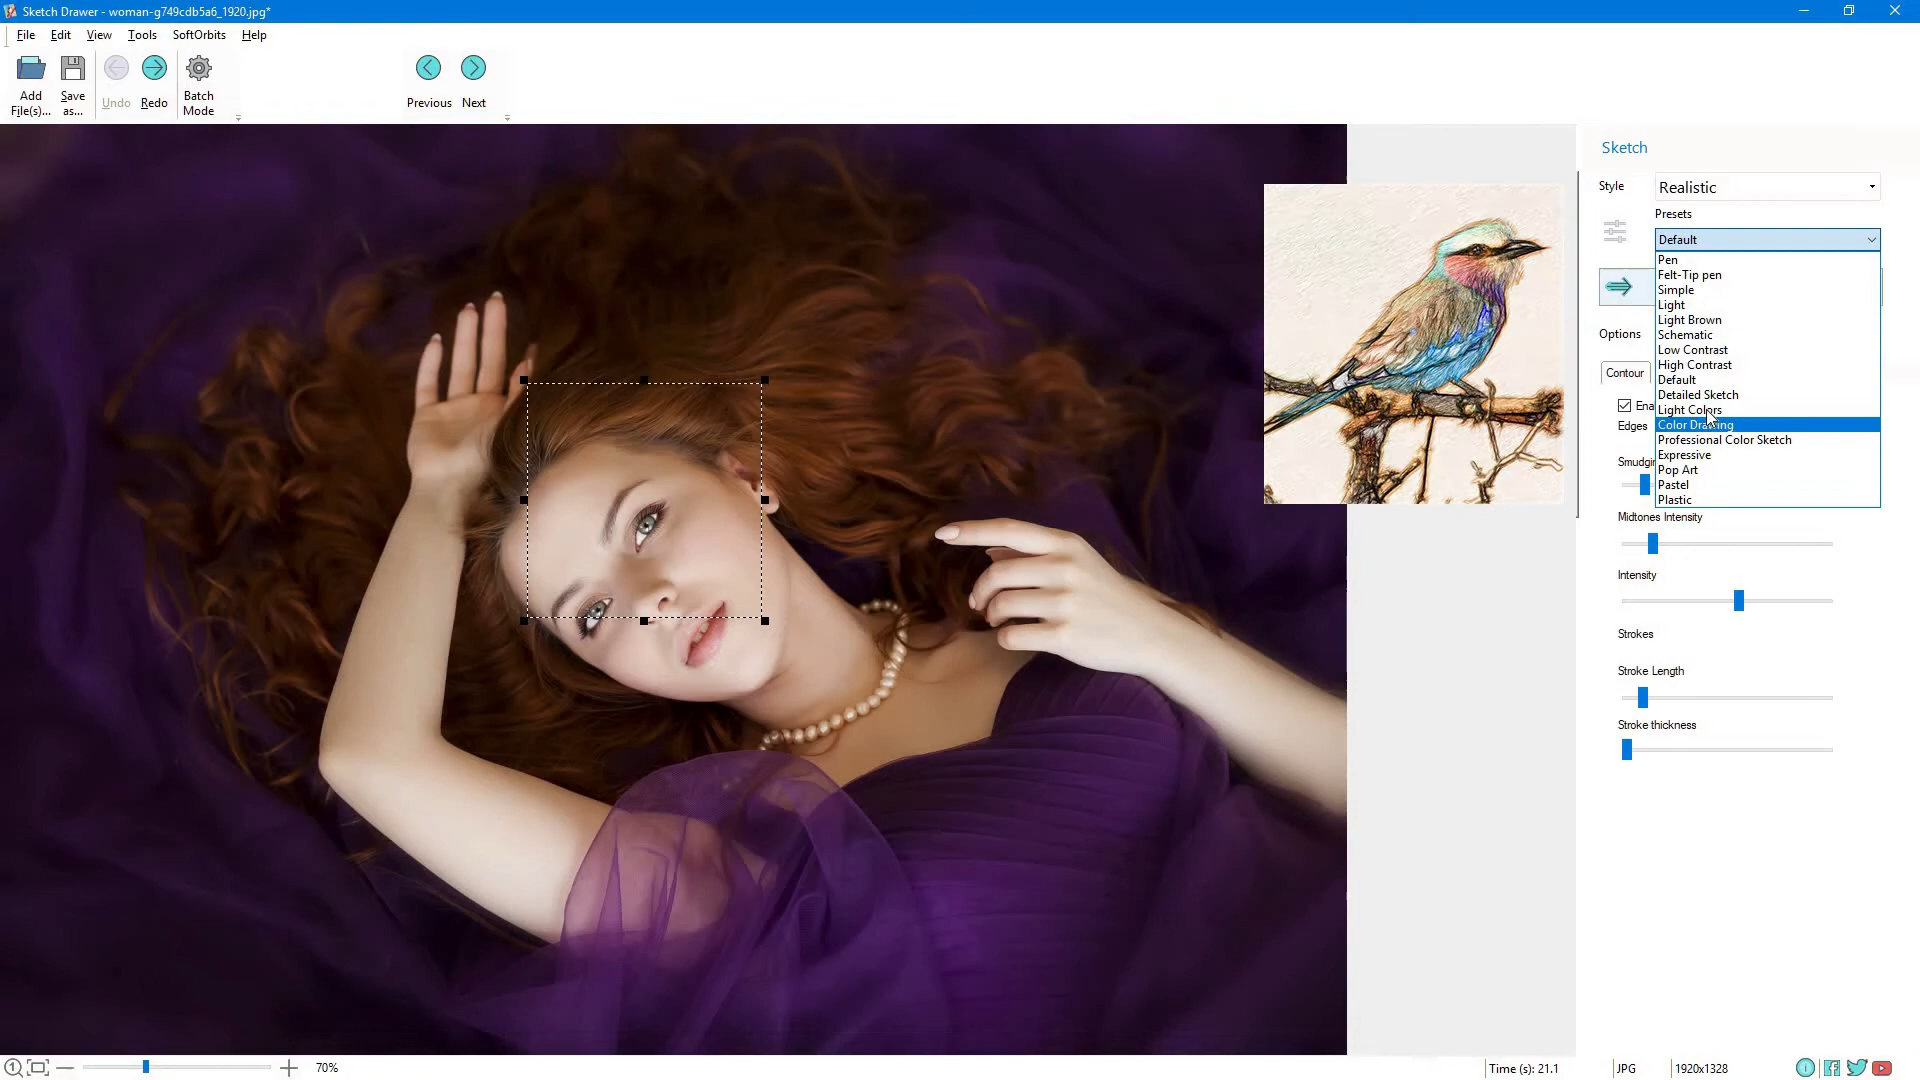 Sketch Drawer - woman-g749cdb5a6_1920.jpg*
File Edit View Tools SoftOrbits Help
Add File(s)...
Save as...
Undo
Redo
Batch Mode
Previous
Next
Sketch
Style Realistic
Presets
Default
Pen
Felt-Tip pen
Simple
Light
Light Brown
Schematic
Low Contrast
High Contrast
Default
Detailed Sketch
Light Colors
Color Drawing
Professional Color Sketch
Expressive
Pop Art
Pastel
Plastic
Options
Contour
Edges
Midtones Intensity
Intensity
Strokes
Stroke Length
Stroke thickness
70%
Time (s): 21.1
JPG
1920x1328